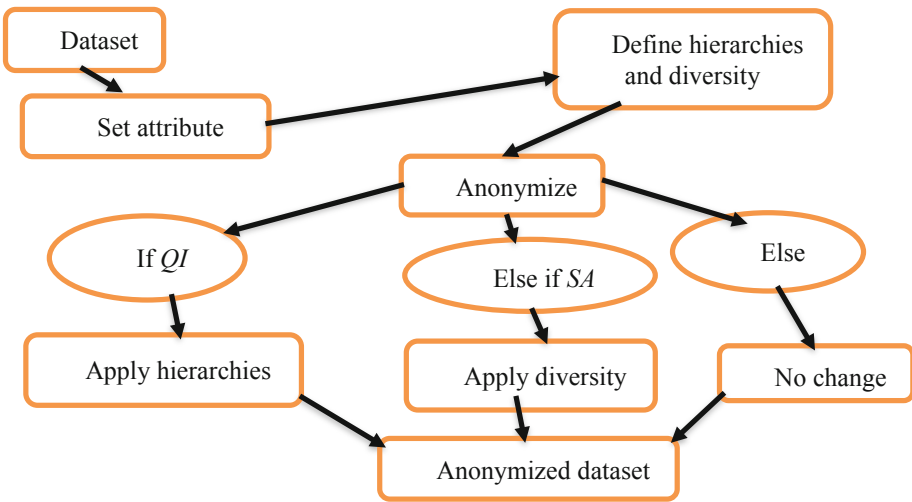 Dataset
Define hierarchies
and diversity
Set attribute
Anonymize
If QI
Else if SA
Else
Apply hierarchies
Apply diversity
No change
Anonymized dataset